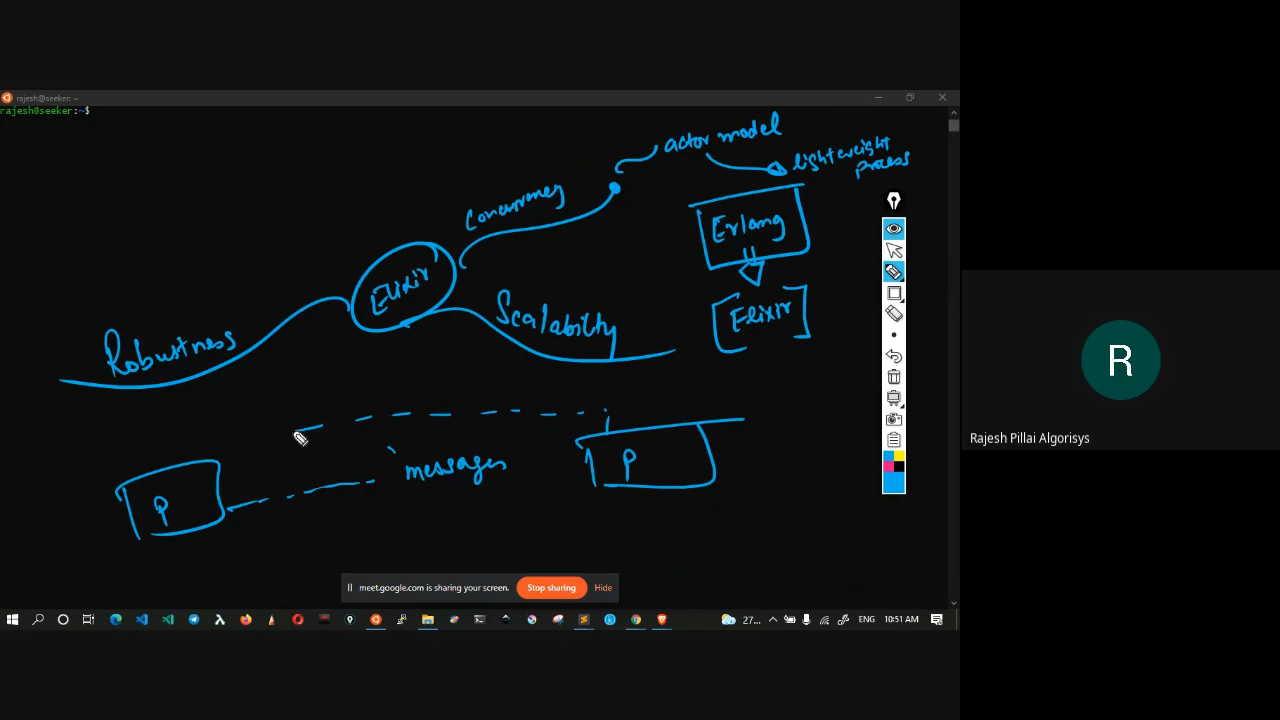 rajesh@seeker: ~
rajesh@seeker:~$
actor model
lightweight
process
Concurrency
Erlang
Elixir
Scalability
Elixir
Robustness
messages
P
P
R
Rajesh Pillai Algorisys
meet.google.com is sharing your screen.
Stop sharing
Hide
27...
ENG
10:51 AM